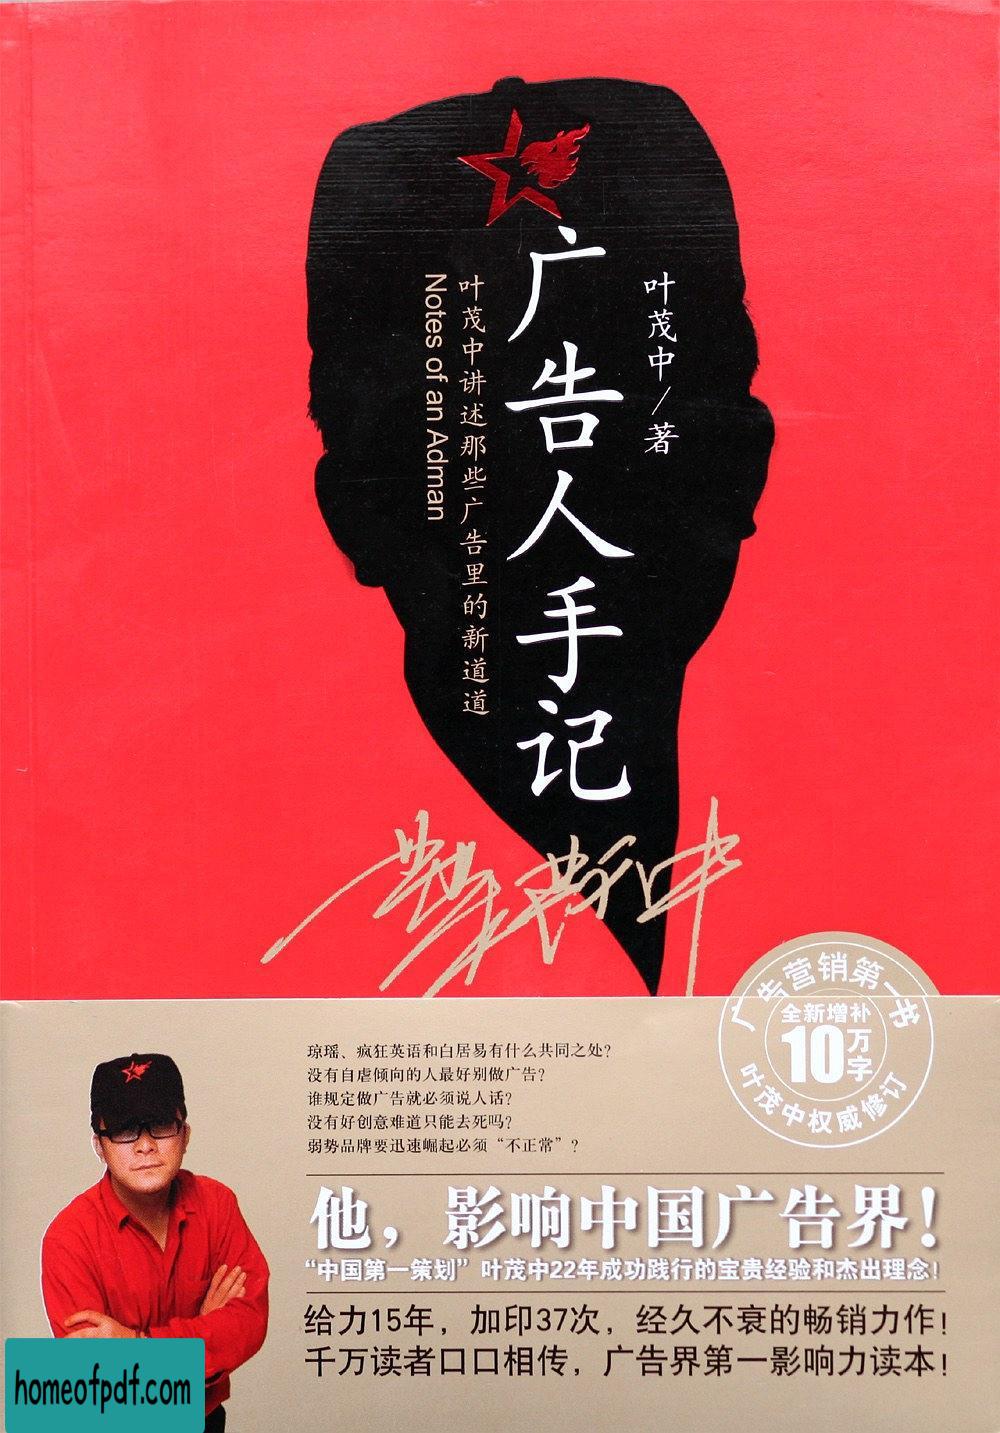 叶茂中/著
广告人手记
叶茂中讲述那些广告里的新道道
Notes of an Adman
广告营销第一书
全新增补
10万字
叶茂中权威修订
琼瑶、疯狂英语和白居易有什么共同之处？
没有自虐倾向的人最好别做广告？
谁规定做广告就必须说人话？
没有好创意难道只能去死吗？
弱势品牌要迅速崛起必须“不正常”？
他，影响中国广告界！
“中国第一策划”叶茂中22年成功践行的宝贵经验和杰出理念！
给力15年，加印37次，经久不衰的畅销力作！
千万读者口口相传，广告界第一影响力读本！
homeofpdf.com